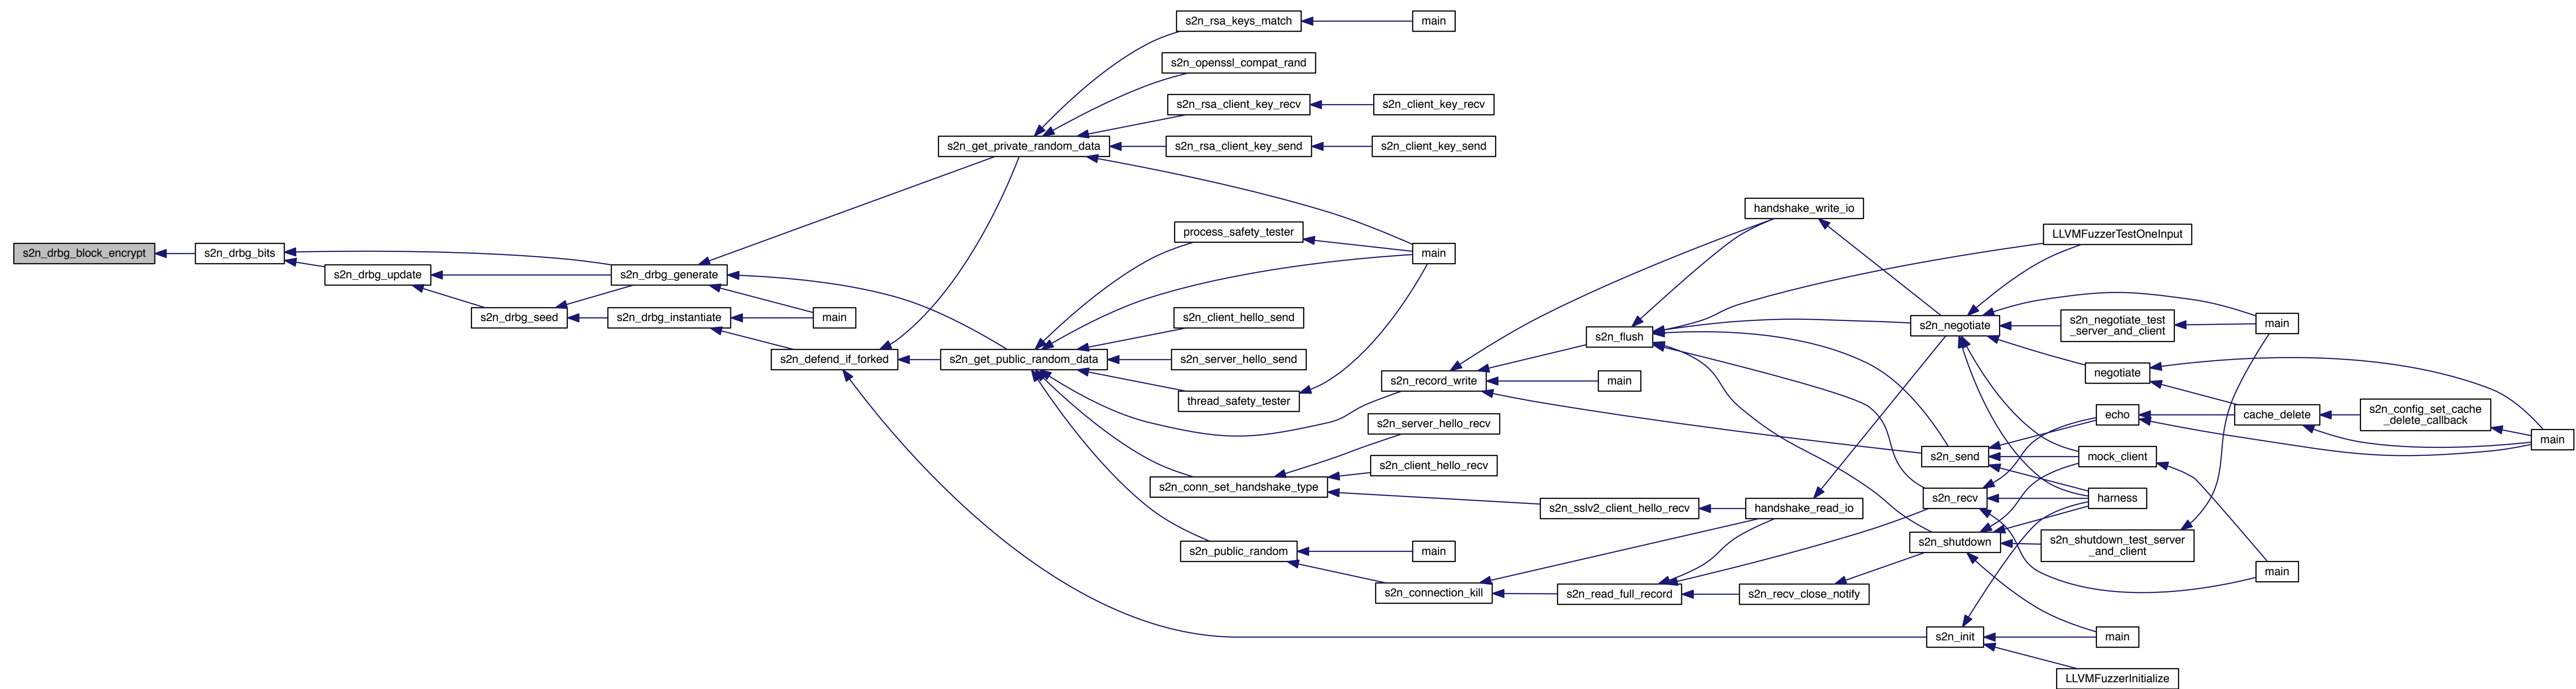 s2n_rsa_keys_match
main
s2n_openssl_compat_rand
s2n_rsa_client_key_recv
s2n_client_key_recv
s2n_get_private_random_data
s2n_rsa_client_key_send
s2n_client_key_send
handshake_write_io
process_safety_tester
LLVMFuzzerTestOneInput
s2n_drbg_block_encrypt
s2n_drbg_bits
main
s2n_drbg_update
s2n_drbg_generate
s2n_drbg_seed
s2n_drbg_instantiate
main
s2n_client_hello_send
s2n_flush
s2n_negotiate
s2n_negotiate_test
_server_and_client
main
s2n_defend_if_forked
s2n_get_public_random_data
s2n_server_hello_send
s2n_record_write
main
negotiate
thread_safety_tester
s2n_server_hello_recv
echo
cache_delete
s2n_config_set_cache
_delete_callback
main
s2n_client_hello_recv
s2n_send
mock_client
s2n_conn_set_handshake_type
s2n_sslv2_client_hello_recv
handshake_read_io
s2n_recv
harness
s2n_public_random
main
s2n_shutdown
s2n_shutdown_test_server
_and_client
main
s2n_connection_kill
s2n_read_full_record
s2n_recv_close_notify
s2n_init
main
LLVMFuzzerInitialize